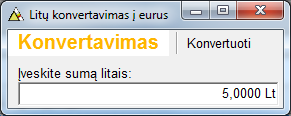 Litų konvertavimas į eurus
Konvertavimas Konvertuoti
Įveskite sumą litais:
5,0000 Lt